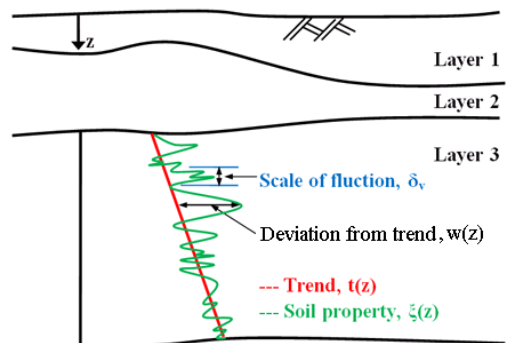 z
Layer 1
Layer 2
Layer 3
Scale of fluction, δv
Deviation from trend, w(z)
--- Trend, t(z)
--- Soil property, ξ(z)